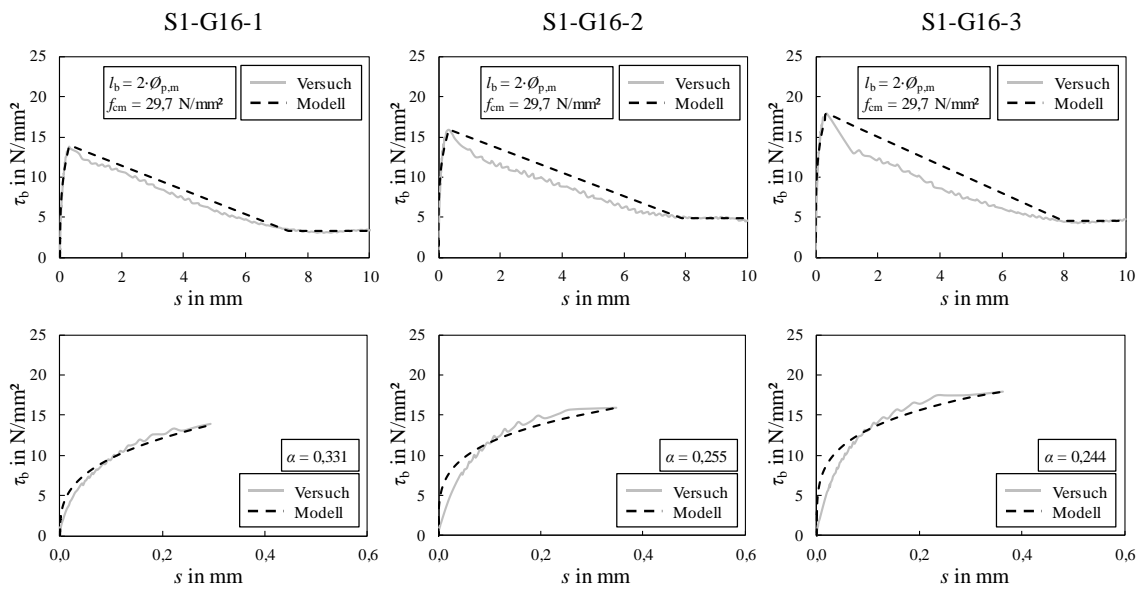 S1-G16-1
S1-G16-2
S1-G16-3
τb in N/mm²
25
20
15
10
5
0
lb = 2·Øp,m
fcm = 29,7 N/mm²
Versuch
Modell
0 2 4 6 8 10
s in mm
τb in N/mm²
25
20
15
10
5
0
lb = 2·Øp,m
fcm = 29,7 N/mm²
Versuch
Modell
0 2 4 6 8 10
s in mm
τb in N/mm²
25
20
15
10
5
0
lb = 2·Øp,m
fcm = 29,7 N/mm²
Versuch
Modell
0 2 4 6 8 10
s in mm
τb in N/mm²
25
20
15
10
5
0
α = 0,331
Versuch
Modell
0,0 0,2 0,4 0,6
s in mm
τb in N/mm²
25
20
15
10
5
0
α = 0,255
Versuch
Modell
0,0 0,2 0,4 0,6
s in mm
τb in N/mm²
25
20
15
10
5
0
α = 0,244
Versuch
Modell
0,0 0,2 0,4 0,6
s in mm